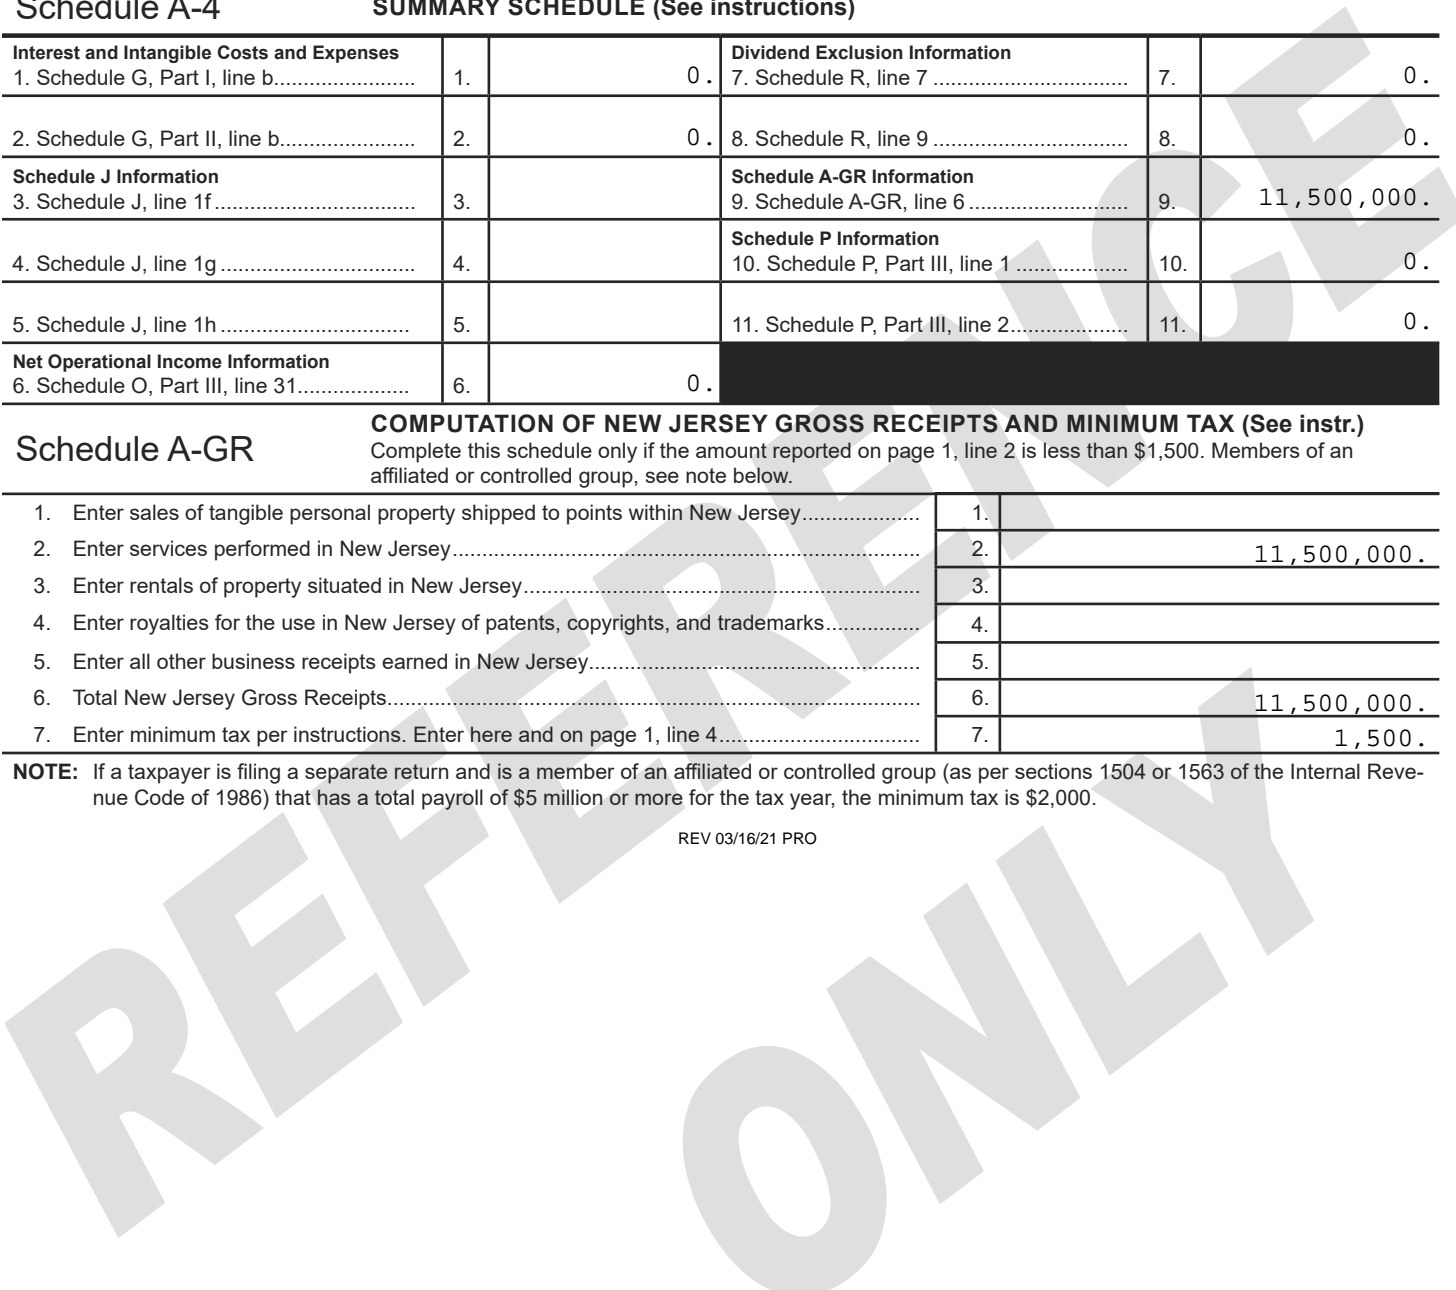 Schedule A-4 SUMMARY SCHEDULE (See instructions)
Interest and Intangible Costs and Expenses
1. Schedule G, Part I, line b........................ 1. 0.
Dividend Exclusion Information
7. Schedule R, line 7 ................................. 7. 0.
2. Schedule G, Part II, line b....................... 2. 0.
8. Schedule R, line 9 ................................. 8. 0.
Schedule J Information
3. Schedule J, line 1f .................................. 3.
Schedule A-GR Information
9. Schedule A-GR, line 6 ........................... 9. 11,500,000.
4. Schedule J, line 1g ................................. 4.
Schedule P Information
10. Schedule P, Part III, line 1 ................... 10. 0.
5. Schedule J, line 1h ................................ 5.
11. Schedule P, Part III, line 2.................... 11. 0.
Net Operational Income Information
6. Schedule O, Part III, line 31................... 6. 0.
Schedule A-GR
COMPUTATION OF NEW JERSEY GROSS RECEIPTS AND MINIMUM TAX (See instr.)
Complete this schedule only if the amount reported on page 1, line 2 is less than $1,500. Members of an
affiliated or controlled group, see note below.
1. Enter sales of tangible personal property shipped to points within New Jersey.................... 1.
2. Enter services performed in New Jersey............................................................................... 2. 11,500,000.
3. Enter rentals of property situated in New Jersey................................................................... 3.
4. Enter royalties for the use in New Jersey of patents, copyrights, and trademarks................ 4.
5. Enter all other business receipts earned in New Jersey........................................................ 5.
6. Total New Jersey Gross Receipts........................................................................................... 6. 11,500,000.
7. Enter minimum tax per instructions. Enter here and on page 1, line 4.................................. 7. 1,500.
NOTE: If a taxpayer is filing a separate return and is a member of an affiliated or controlled group (as per sections 1504 or 1563 of the Internal Reve-
nue Code of 1986) that has a total payroll of $5 million or more for the tax year, the minimum tax is $2,000.
REV 03/16/21 PRO
REFERENCE
ONLY